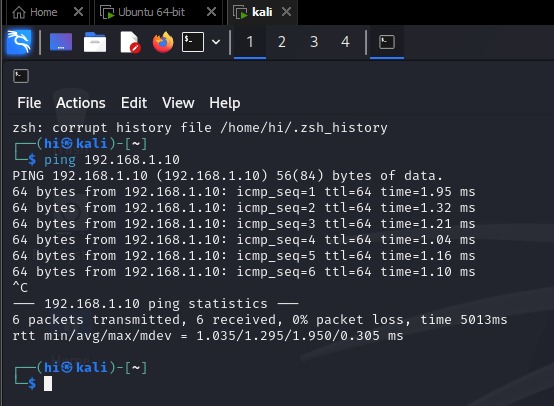 Home
Ubuntu 64-bit
kali
1 2 3 4
File Actions Edit View Help
zsh: corrupt history file /home/hi/.zsh_history
┌──(hi㉿kali)-[~]
└─$ ping 192.168.1.10
PING 192.168.1.10 (192.168.1.10) 56(84) bytes of data.
64 bytes from 192.168.1.10: icmp_seq=1 ttl=64 time=1.95 ms
64 bytes from 192.168.1.10: icmp_seq=2 ttl=64 time=1.32 ms
64 bytes from 192.168.1.10: icmp_seq=3 ttl=64 time=1.21 ms
64 bytes from 192.168.1.10: icmp_seq=4 ttl=64 time=1.04 ms
64 bytes from 192.168.1.10: icmp_seq=5 ttl=64 time=1.16 ms
64 bytes from 192.168.1.10: icmp_seq=6 ttl=64 time=1.10 ms
^C
--- 192.168.1.10 ping statistics ---
6 packets transmitted, 6 received, 0% packet loss, time 5013ms
rtt min/avg/max/mdev = 1.035/1.295/1.950/0.305 ms
┌──(hi㉿kali)-[~]
└─$